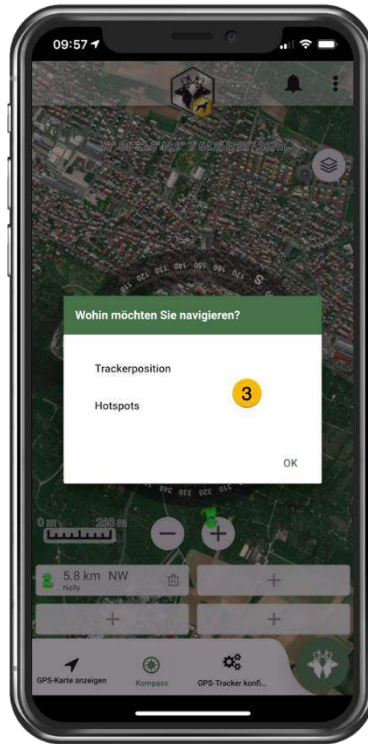 09:57
S
Wohin möchten Sie navigieren?
Trackerposition
Hotspots
3
OK
0 m 260 m
5.8 km NW
Nelly
GPS-Karte anzeigen
Kompass
GPS-Tracker konfi...